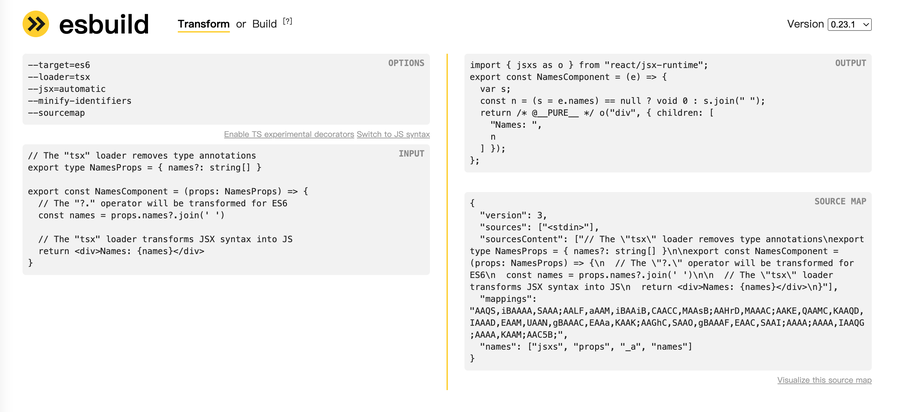 esbuild
Transform or Build [?]
Version 0.23.1
OPTIONS
--target=es6
--loader=tsx
--jsx=automatic
--minify-identifiers
--sourcemap
Enable TS experimental decorators Switch to JS syntax
INPUT
// The "tsx" loader removes type annotations
export type NamesProps = { names?: string[] }
export const NamesComponent = (props: NamesProps) => {
  // The "?." operator will be transformed for ES6
  const names = props.names?.join(' ')
  // The "tsx" loader transforms JSX syntax into JS
  return <div>Names: {names}</div>
}
OUTPUT
import { jsxs as o } from "react/jsx-runtime";
export const NamesComponent = (e) => {
  var s;
  const n = (s = e.names) == null ? void 0 : s.join(" ");
  return /* @__PURE__ */ o("div", { children: [
    "Names: ",
    n
  ] });
};
SOURCE MAP
{
  "version": 3,
  "sources": ["<stdin>"],
  "sourcesContent": ["// The \"tsx\" loader removes type annotations\nexport
type NamesProps = { names?: string[] }\n\nexport const NamesComponent =
(props: NamesProps) => {\n  // The \"?.\" operator will be transformed for
ES6\n  const names = props.names?.join(' ')\n\n  // The \"tsx\" loader
transforms JSX syntax into JS\n  return <div>Names: {names}</div>\n}"],
  "mappings":
"AAQS,iBAAAA,SAAA;AALF,aAAM,iBAAiB,CAACC,MAAsB;AAHrD,MAAAC;AAKE,QAAMC,KAAQD,
IAAAD,EAAM,UAAN,gBAAAC,EAAa,KAAK;AAGhC,SAAO,gBAAAF,EAAC,SAAI;AAAA;AAAA,IAAQG
;AAAA,KAAM;AAC5B;",
  "names": ["jsxs", "props", "_a", "names"]
}
Visualize this source map